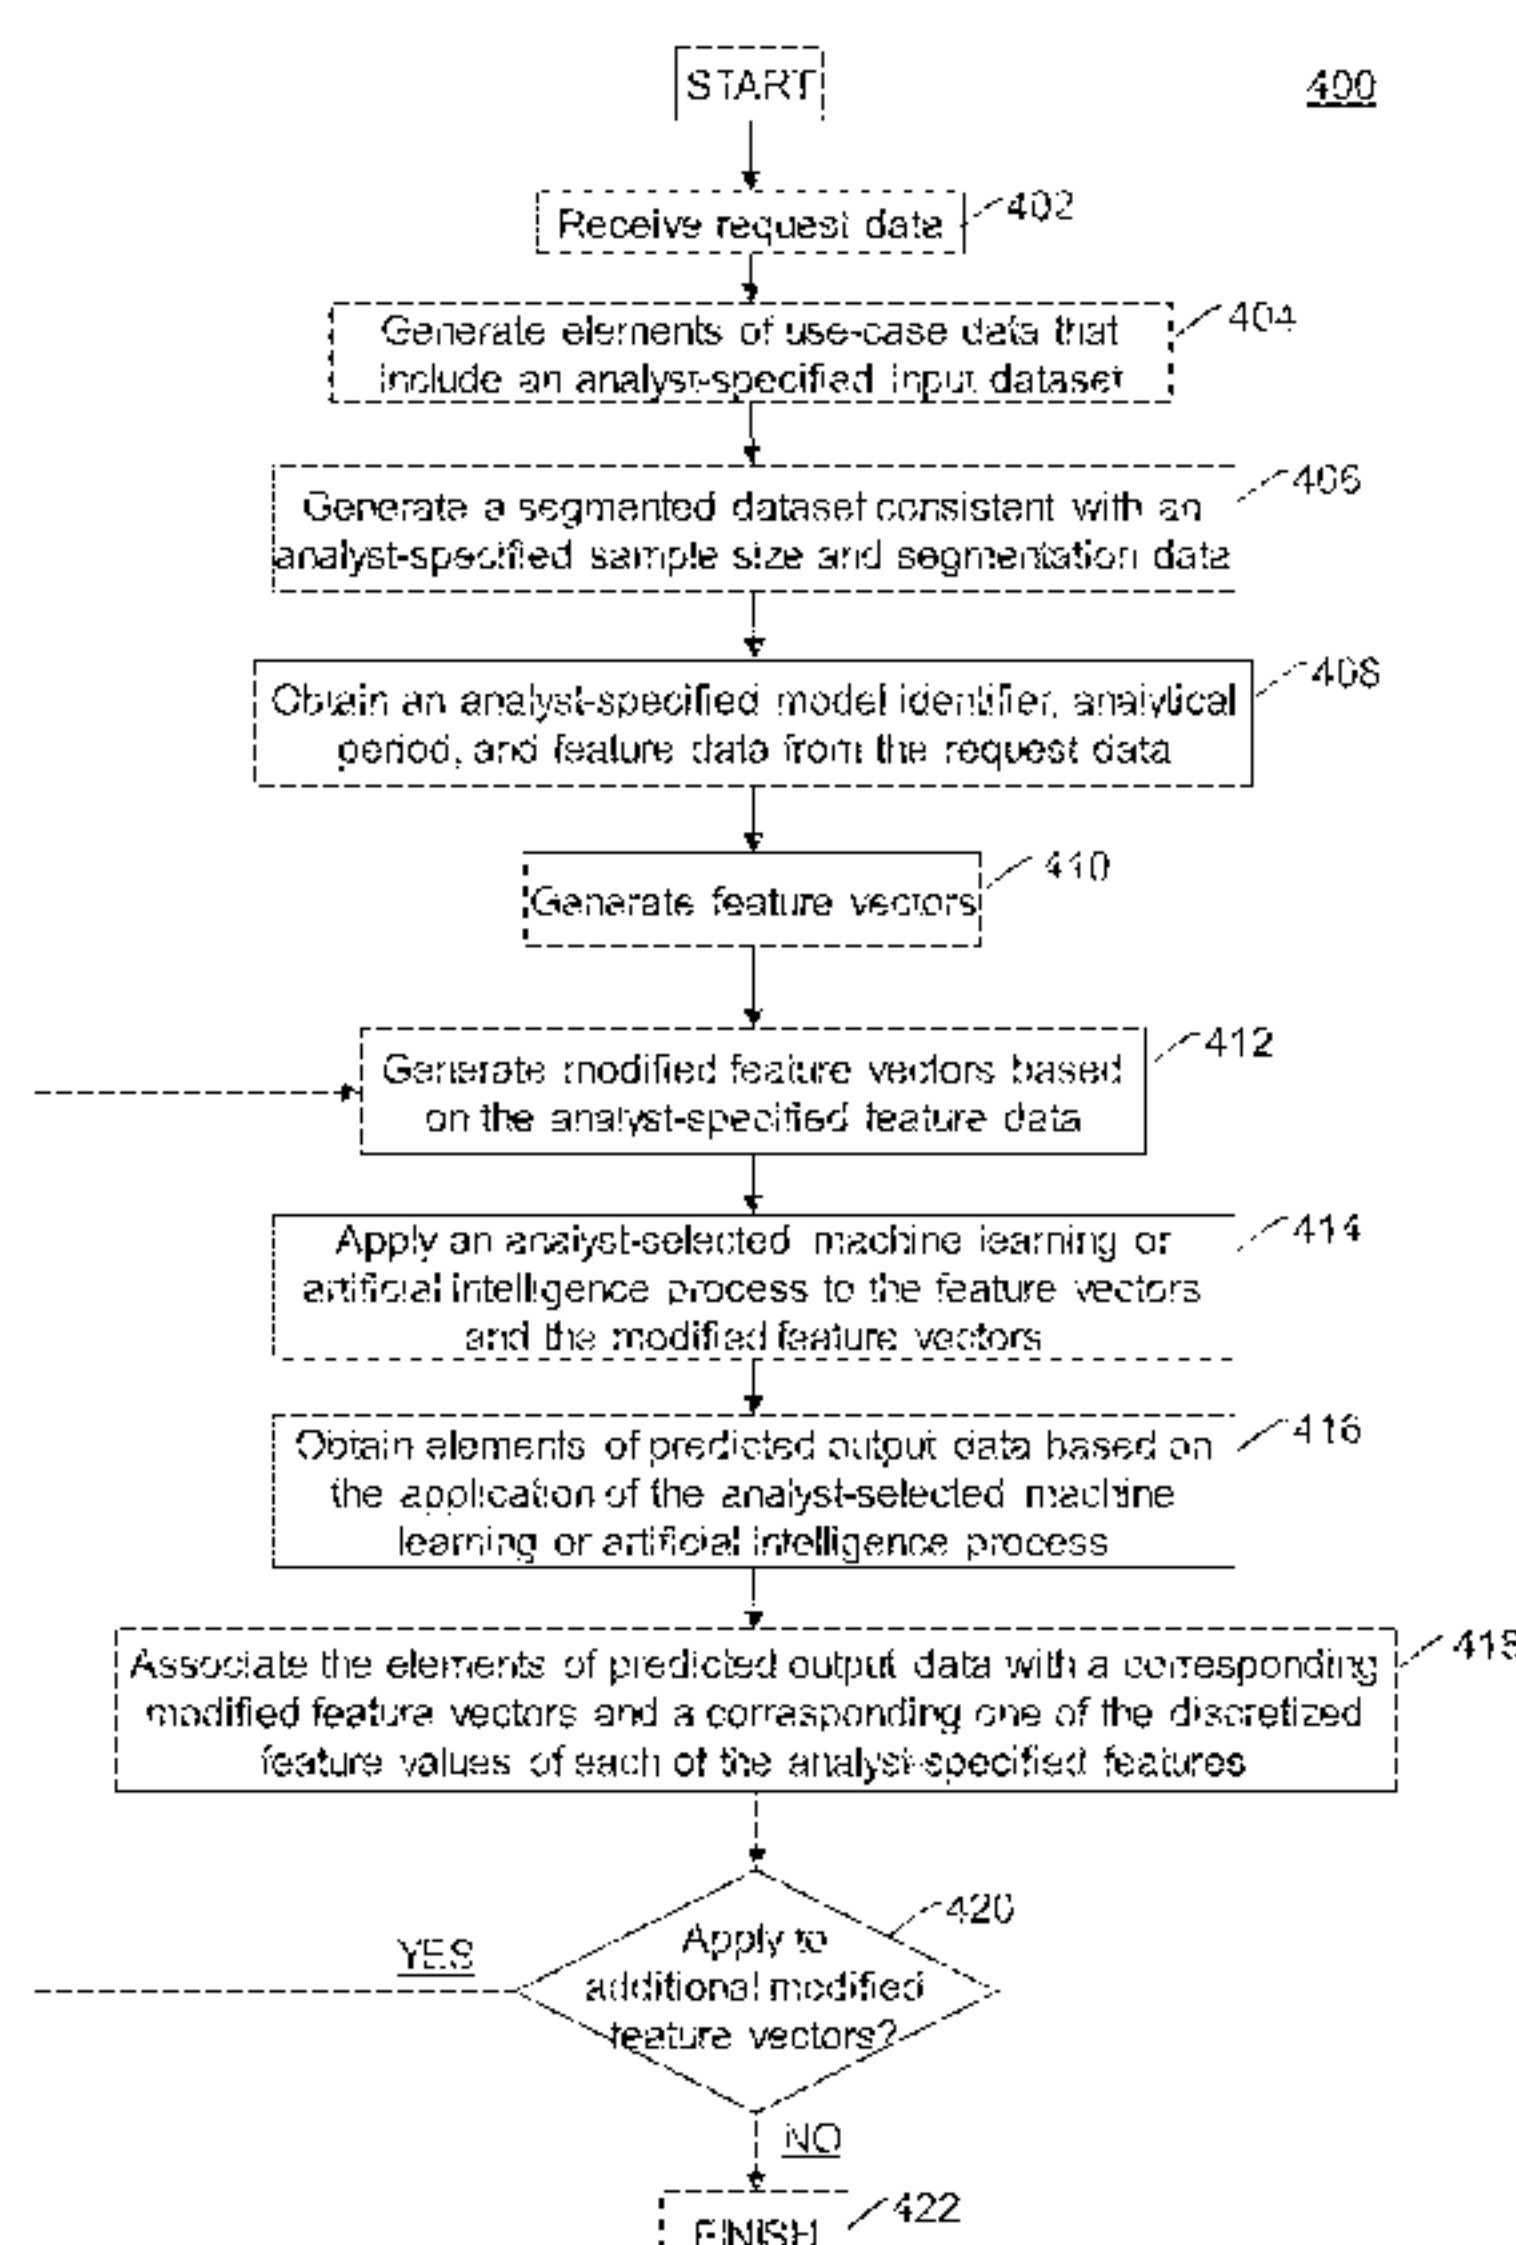 START
400
Receive request data
402
Generate elements of use-case data that
include an analyst-specified input dataset
404
Generate a segmented dataset consistent with an
analyst-specified sample size and segmentation data
406
Obtain an analyst-specified model identifier, analytical
period, and feature data from the request data
408
Generate feature vectors
410
Generate modified feature vectors based
on the analyst-specified feature data
412
Apply an analyst-selected machine learning or
artificial intelligence process to the feature vectors
and the modified feature vectors
414
Obtain elements of predicted output data based on
the application of the analyst-selected machine
learning or artificial intelligence process
416
Associate the elements of predicted output data with a corresponding
modified feature vectors and a corresponding one of the discretized
feature values of each of the analyst-specified features
418
Apply to
additional modified
feature vectors?
420
YES
NO
FINISH
422